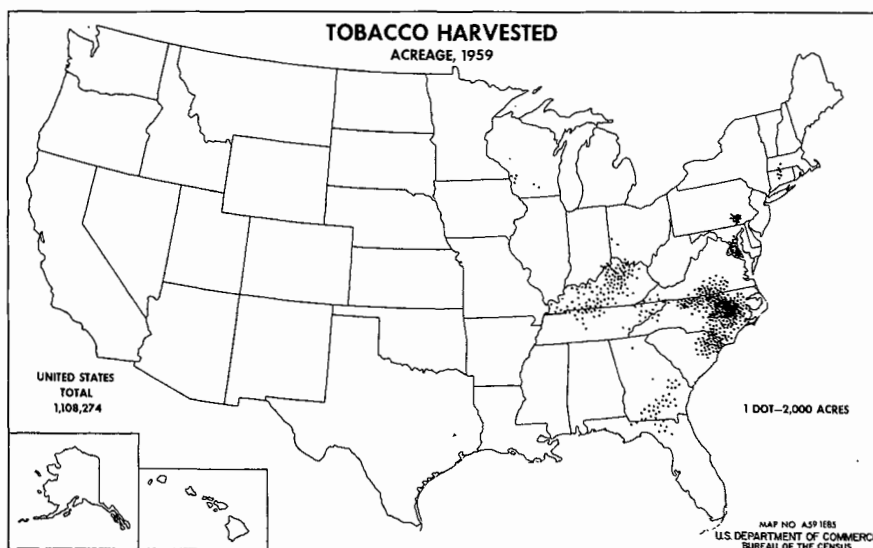 TOBACCO HARVESTED
ACREAGE, 1959
UNITED STATES
TOTAL
1,108,274
1 DOT—2,000 ACRES
MAP NO. A59 1E85
U.S. DEPARTMENT OF COMMERCE
BUREAU OF THE CENSUS